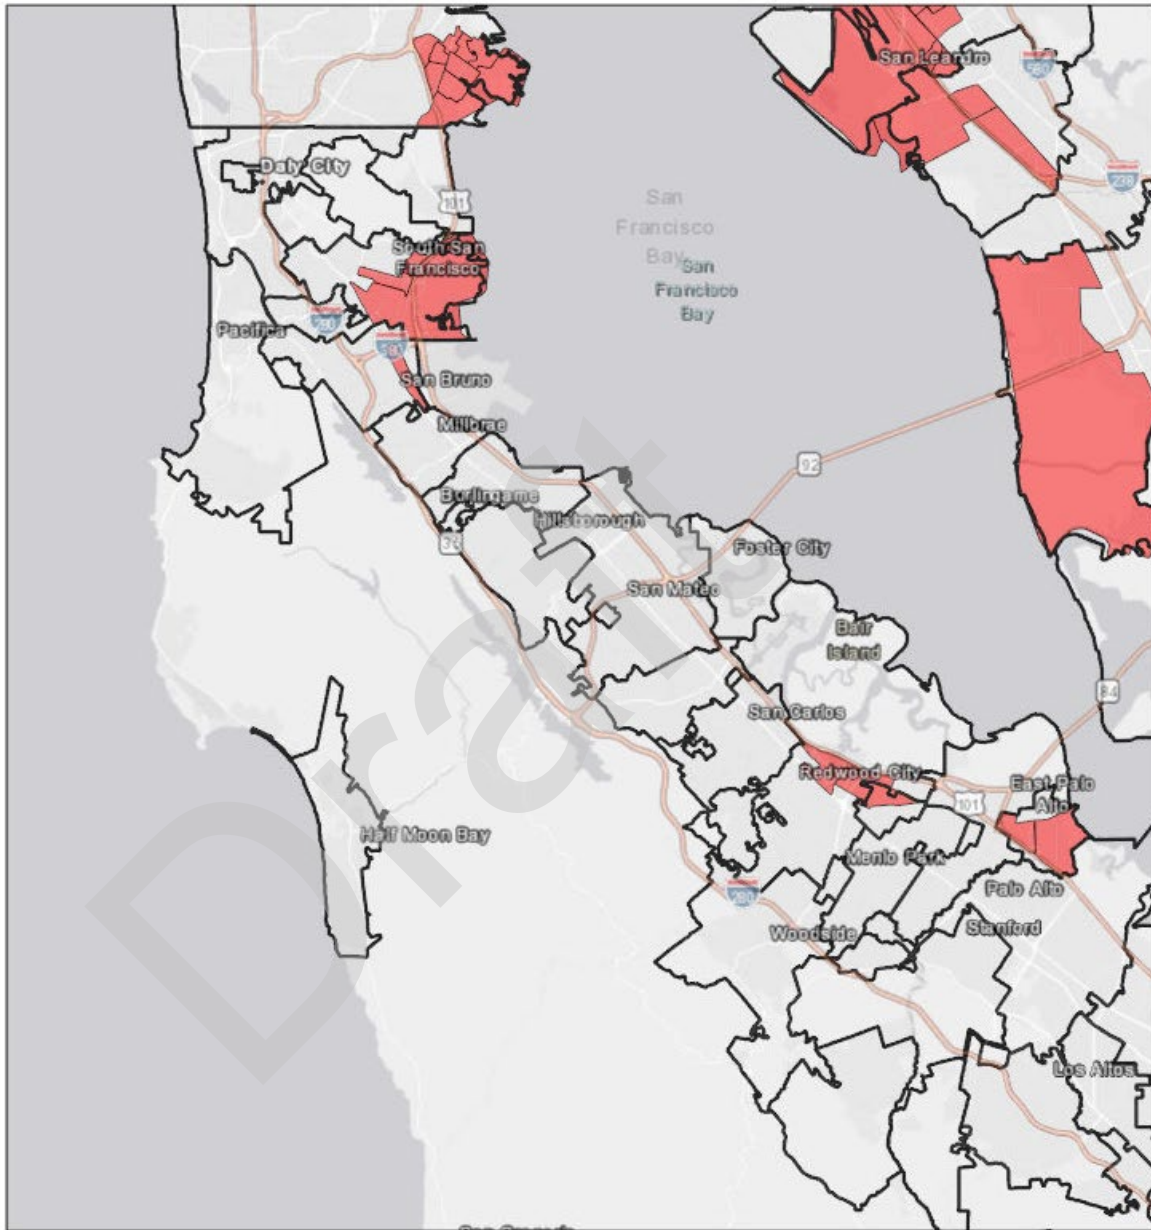 San Leandro
580
Daly City
238
101
San
Francisco
Bay
South San
Francisco
San
Francisco
Bay
Pacifica
280
380
San Bruno
Millbrae
92
Burlingame
Hillsborough
Foster City
San Mateo
Bair
Island
84
San Carlos
Redwood City
East Palo
Alto
101
Half Moon Bay
Menlo Park
280
Palo Alto
Woodside
Stanford
Los Altos
Draft